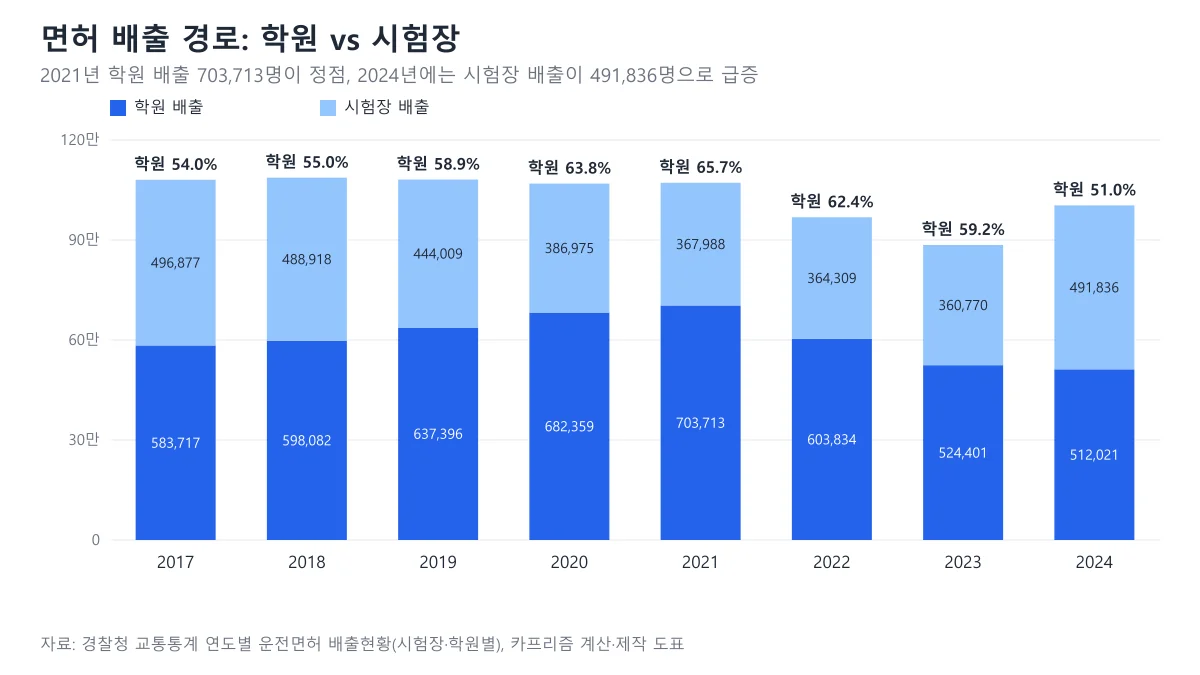 면허 배출 경로: 학원 vs 시험장
2021년 학원 배출 703,713명이 정점, 2024년에는 시험장 배출이 491,836명으로 급증
학원 배출 시험장 배출
120만
90만
60만
30만
0
학원 54.0% 학원 55.0% 학원 58.9% 학원 63.8% 학원 65.7% 학원 62.4% 학원 59.2% 학원 51.0%
496,877 488,918 444,009 386,975 367,988 364,309 360,770 491,836
583,717 598,082 637,396 682,359 703,713 603,834 524,401 512,021
2017 2018 2019 2020 2021 2022 2023 2024
자료: 경찰청 교통통계 연도별 운전면허 배출현황(시험장·학원별), 카프리즘 계산·제작 도표